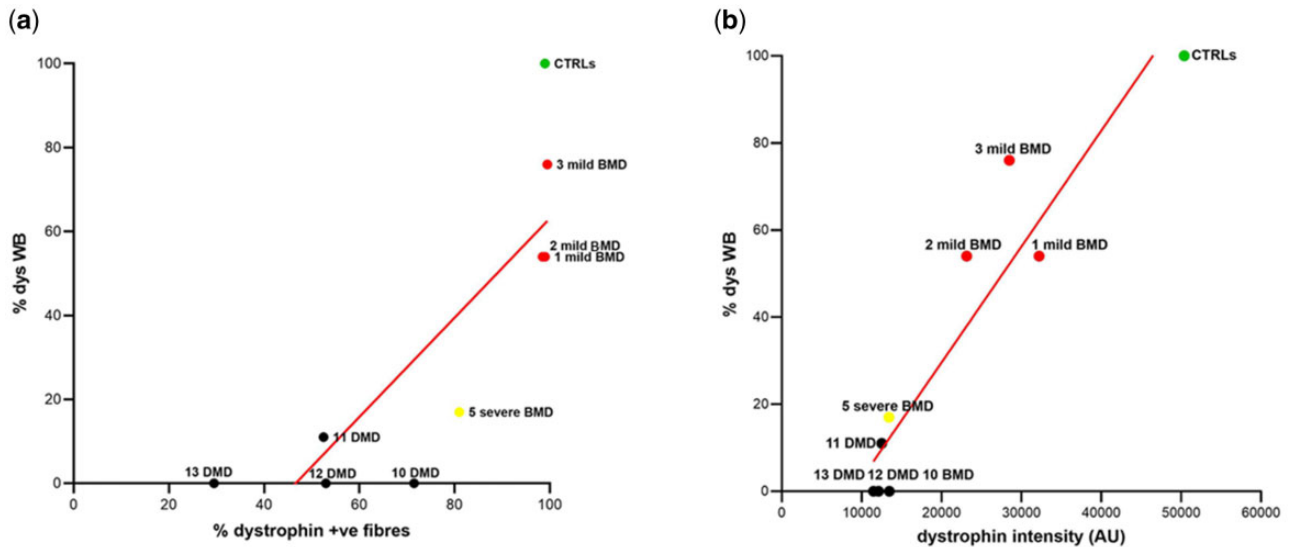 (a)
100
80
60
40
20
0
% dys WB
CTRLs
3 mild BMD
2 mild BMD
1 mild BMD
5 severe BMD
11 DMD
13 DMD
12 DMD
10 DMD
0 20 40 60 80 100
% dystrophin +ve fibres
(b)
100
80
60
40
20
0
% dys WB
CTRLs
3 mild BMD
2 mild BMD
1 mild BMD
5 severe BMD
11 DMD
13 DMD 12 DMD 10 BMD
0 10000 20000 30000 40000 50000 60000
dystrophin intensity (AU)